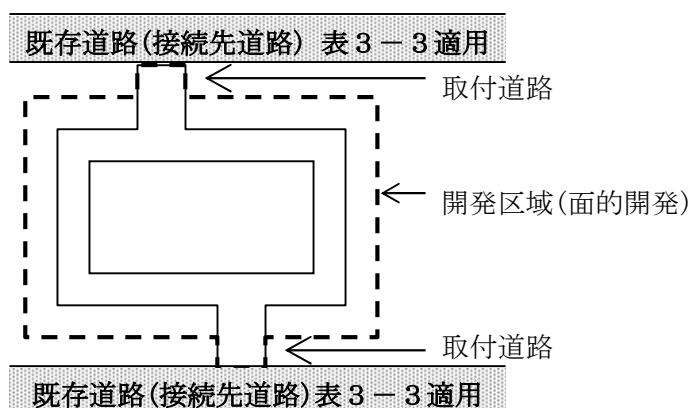 既存道路(接続先道路) 表3－3適用
取付道路
開発区域(面的開発)
取付道路
既存道路(接続先道路)表3－3適用